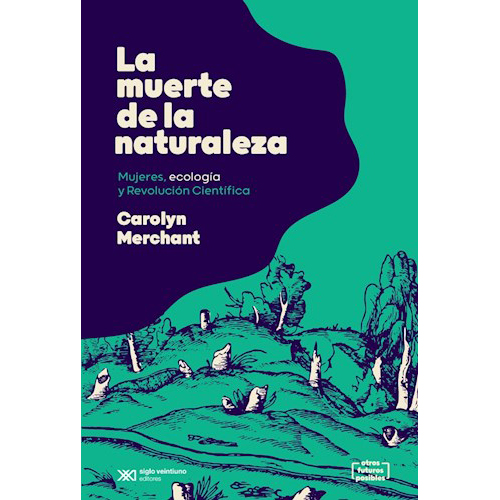 La
muerte
de la
naturaleza
Mujeres, ecología
y Revolución Científica
Carolyn
Merchant
siglo veintiuno
editores
otros
futuros
posibles